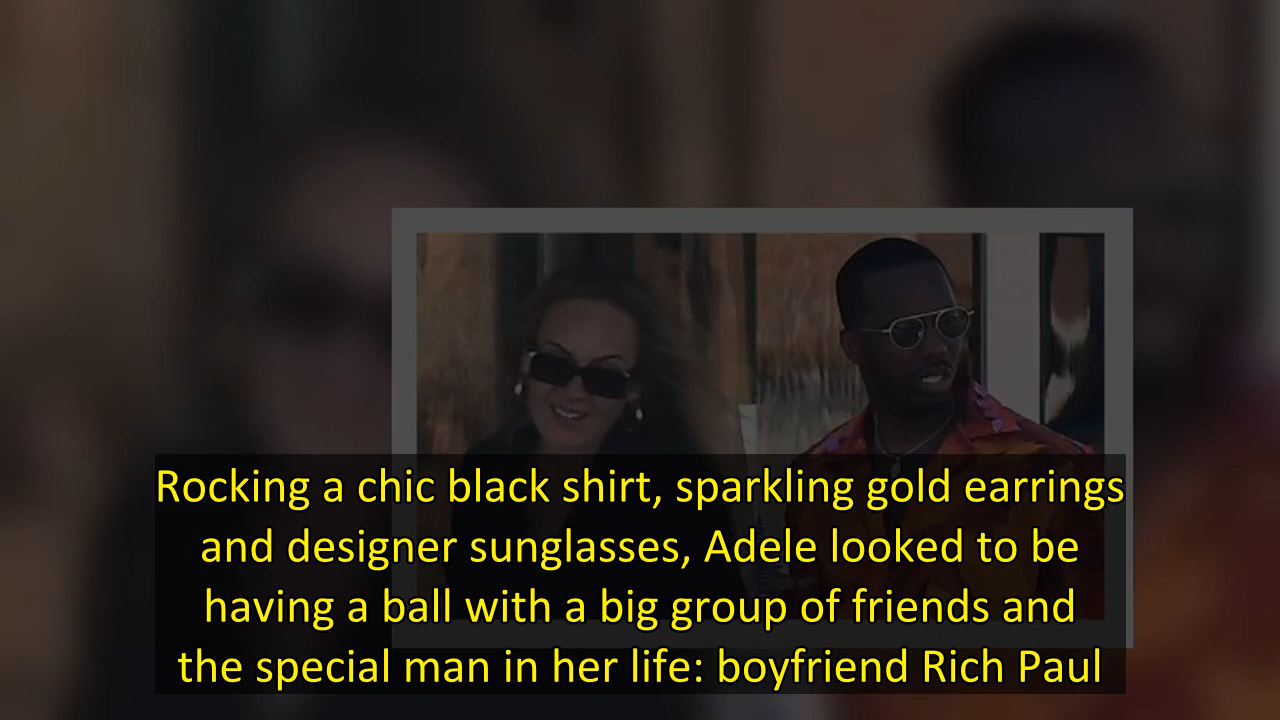 Rocking a chic black shirt, sparkling gold earrings
and designer sunglasses, Adele looked to be
having a ball with a big group of friends and
the special man in her life: boyfriend Rich Paul